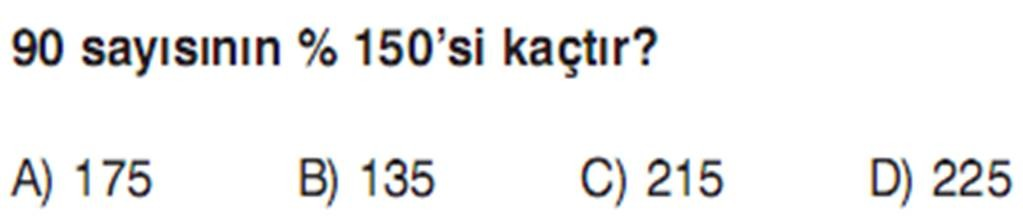 90 sayısının % 150’si kaçtır?
A) 175 B) 135 C) 215 D) 225